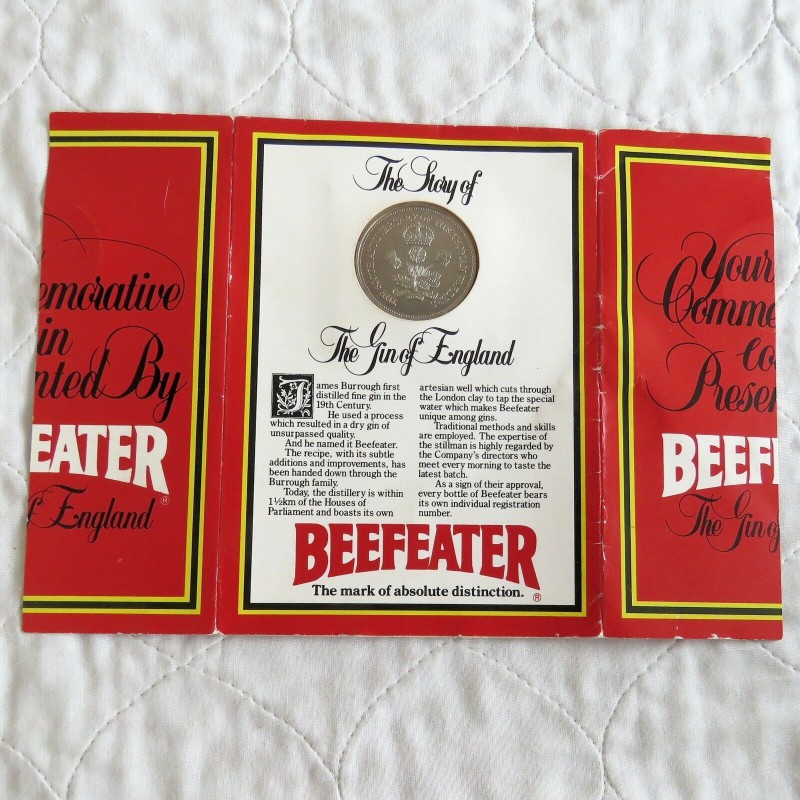 emorative
in
nted By
EATER
®
f England
The Story of
The Gin of England
James Burrough first
distilled fine gin in the
19th Century.
He used a process
which resulted in a dry gin of
unsurpassed quality.
And he named it Beefeater.
The recipe, with its subtle
additions and improvements, has
been handed down through the
Burrough family.
Today, the distillery is within
1½km of the Houses of
Parliament and boasts its own
artesian well which cuts through
the London clay to tap the special
water which makes Beefeater
unique among gins.
Traditional methods and skills
are employed. The expertise of
the stillman is highly regarded by
the Company's directors who
meet every morning to taste the
latest batch.
As a sign of their approval,
every bottle of Beefeater bears
its own individual registration
number.
BEEFEATER
The mark of absolute distinction. ®
Your
Comme
Co
Presen
BEEF
The Gin of